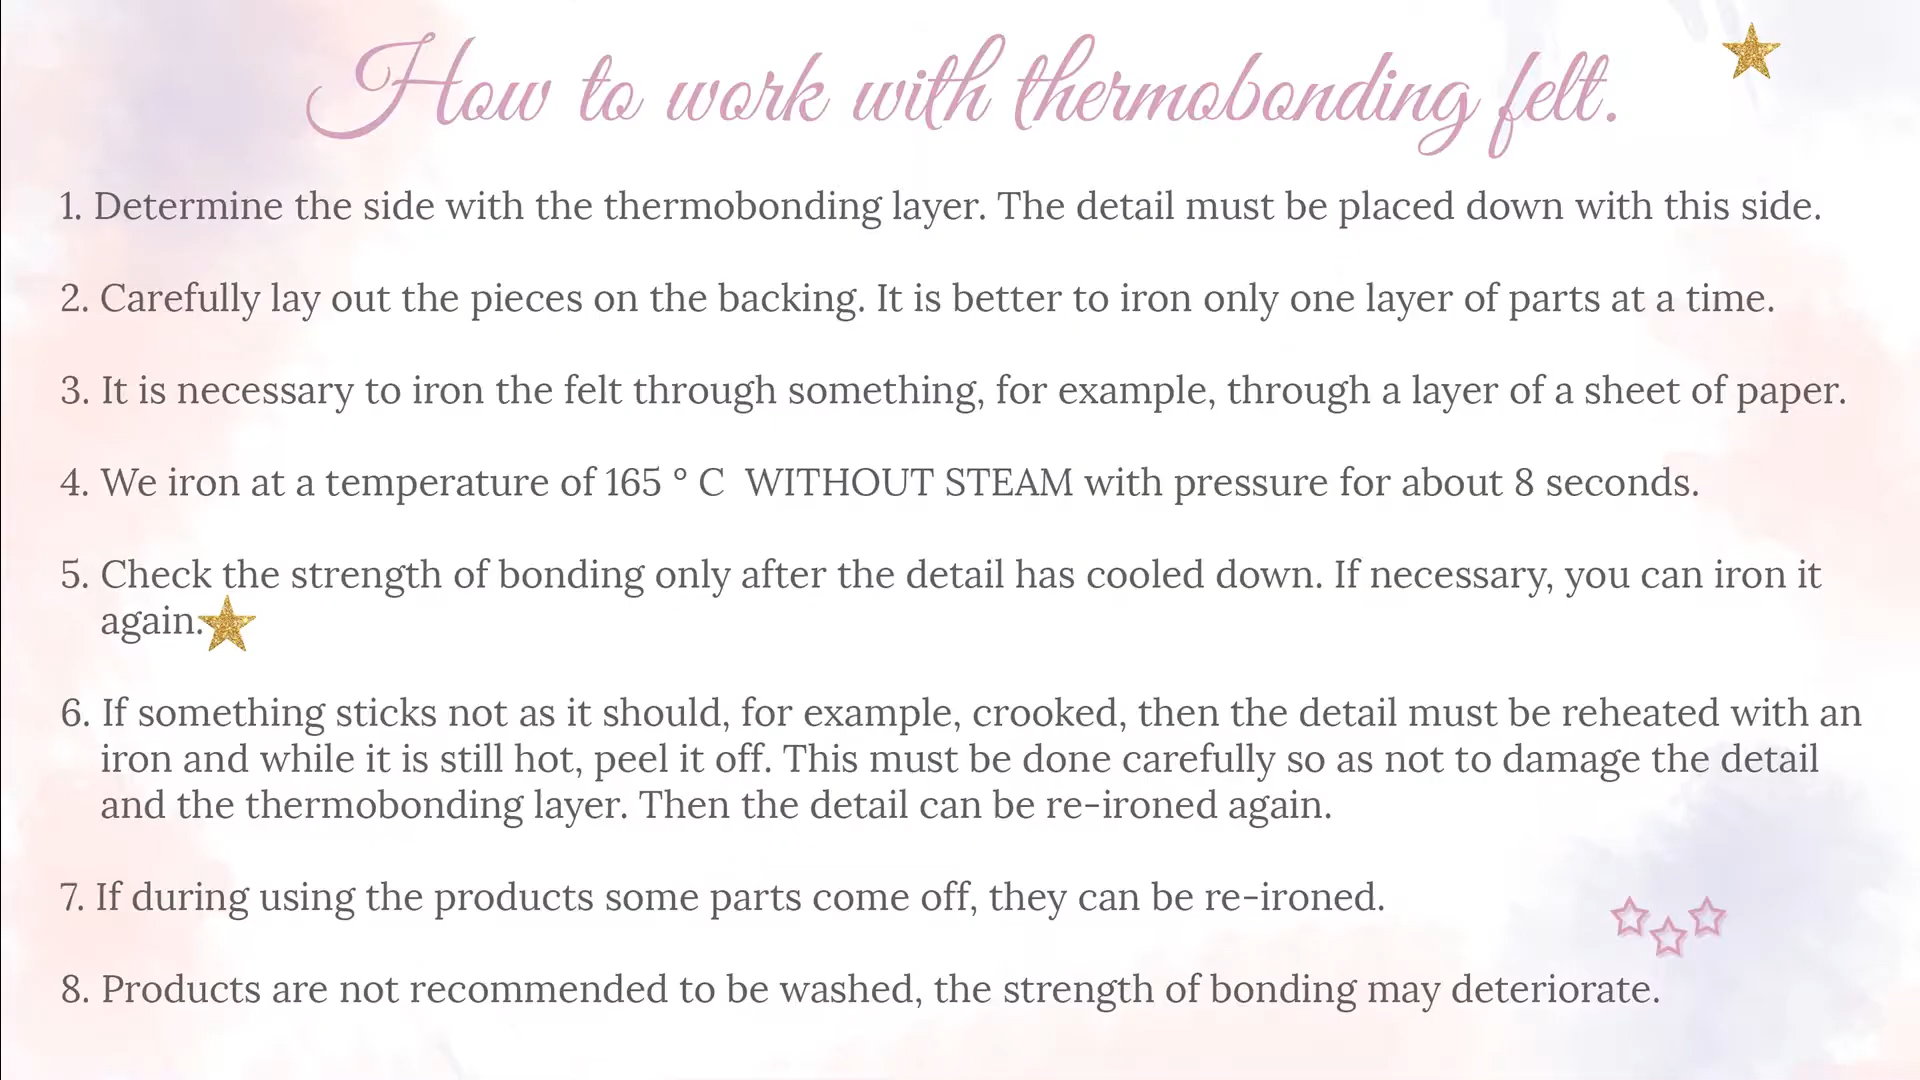 How to work with thermobonding felt.
1. Determine the side with the thermobonding layer. The detail must be placed down with this side.
2. Carefully lay out the pieces on the backing. It is better to iron only one layer of parts at a time.
3. It is necessary to iron the felt through something, for example, through a layer of a sheet of paper.
4. We iron at a temperature of 165 º C  WITHOUT STEAM with pressure for about 8 seconds.
5. Check the strength of bonding only after the detail has cooled down. If necessary, you can iron it
again.
6. If something sticks not as it should, for example, crooked, then the detail must be reheated with an
iron and while it is still hot, peel it off. This must be done carefully so as not to damage the detail
and the thermobonding layer. Then the detail can be re-ironed again.
7. If during using the products some parts come off, they can be re-ironed.
8. Products are not recommended to be washed, the strength of bonding may deteriorate.